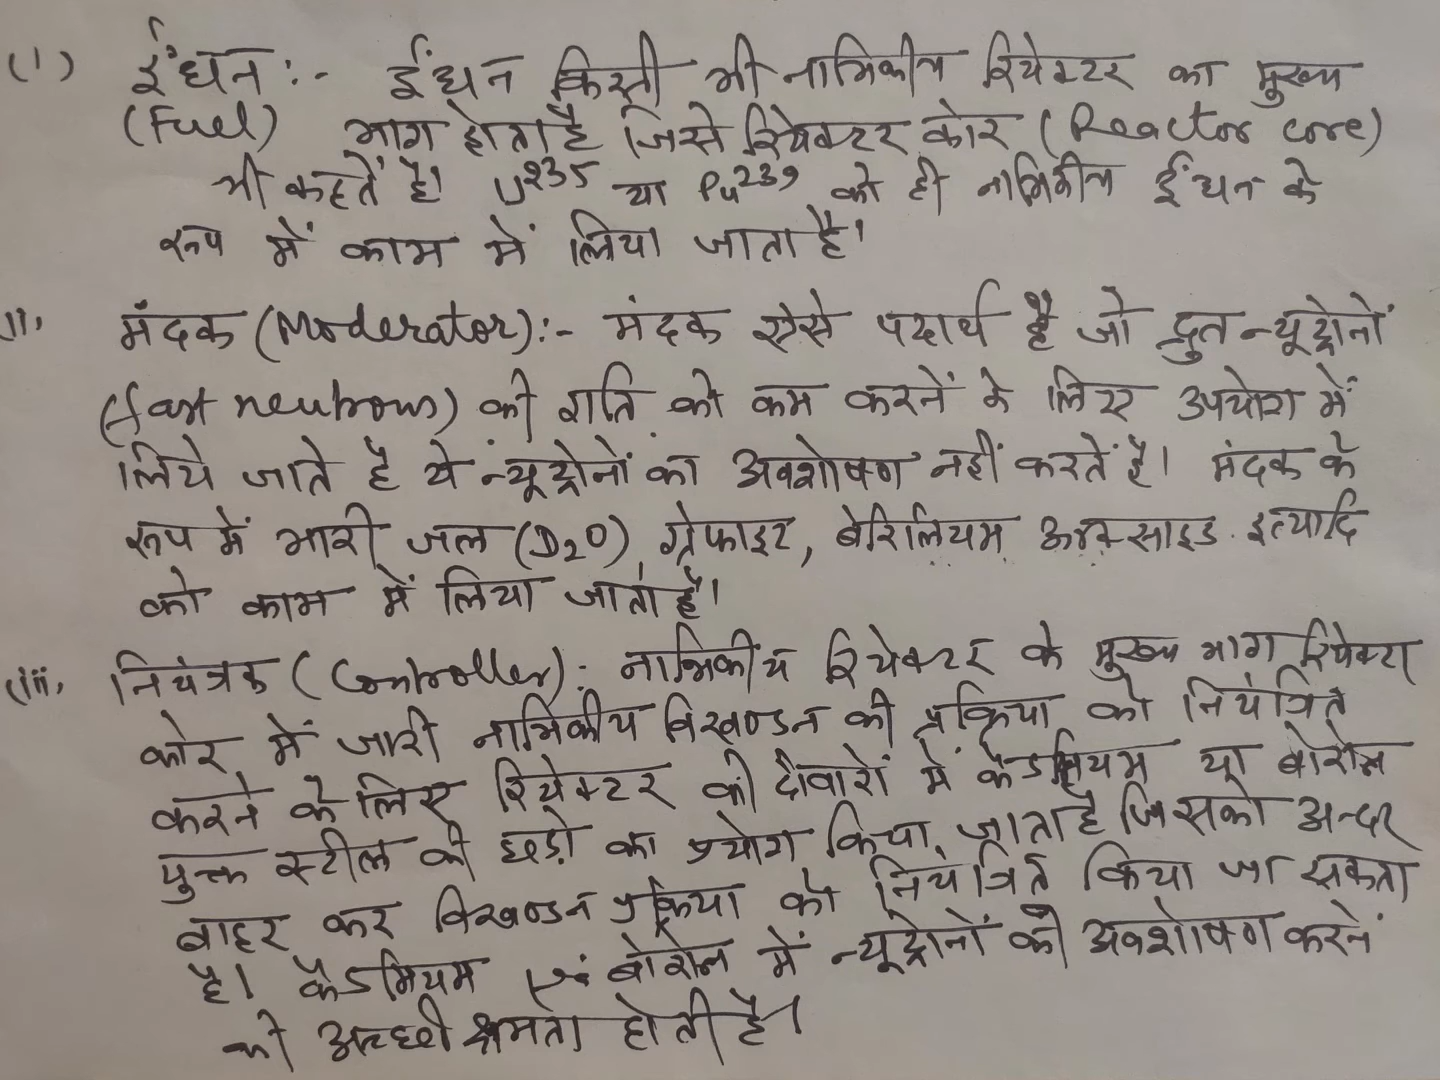 (i) ईंधन :- ईंधन किसी भी नाभिकीय रियेक्टर का मुख्य
(Fuel) भाग होता है जिसे रियेक्टर कोर (Reactor core)
भी कहतें है। U235 या Pu239 को ही नाभिकीय ईंधन के
रूप में काम में लिया जाता है।
ii. मंदक (Moderator) :- मंदक ऐसे पदार्थ है जो द्रुत न्यूट्रोनों
(fast neutrons) की गति को कम करनें के लिए उपयोग में
लिये जाते है ये न्यूट्रोनों का अवशोषण नहीं करतें है। मंदक के
रूप में भारी जल (D2O), ग्रेफाइट, बेरिलियम ऑक्साइड इत्यादि
को काम में लिया जाता है।
(iii. नियंत्रक (Controller): नाभिकीय रियेक्टर के मुख्य भाग रियेक्टर
कोर में जारी नाभिकीय विखण्डन की प्रक्रिया को नियंत्रित
करने के लिए रियेक्टर की दीवारों में कैडमियम या बोरोन
युक्त स्टील की छड़ो का प्रयोग किया जाता है जिसको अन्दर
बाहर कर विखण्डन प्रक्रिया को नियंत्रित किया जा सकता
है। कैडमियम एवं बोरोन में न्यूट्रोनों को अवशोषण करनें
की अच्छी क्षमता होती है।